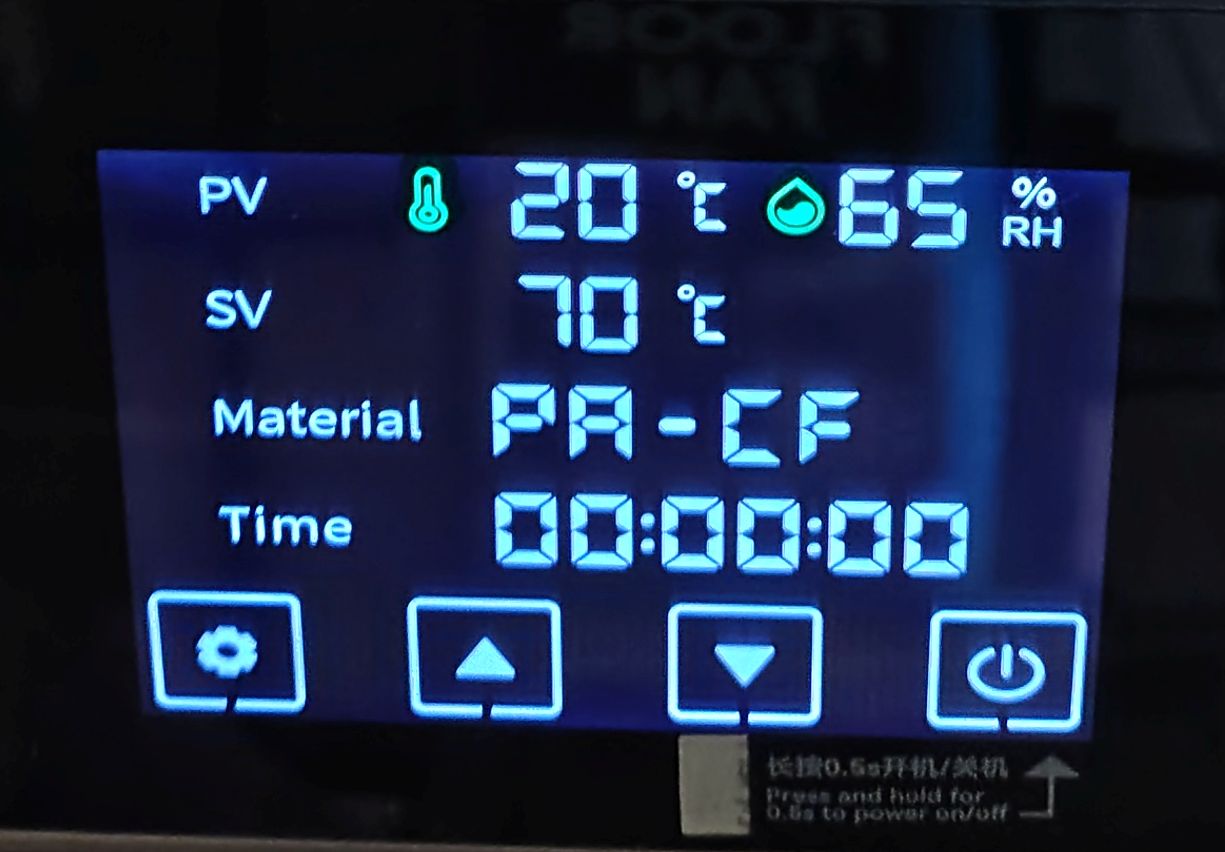 PV 20 °C 65 % RH
SV 70 °C
Material PA-CF
Time 00:00:00
长按0.5s开机/关机
Press and hold for
0.5s to power on/off